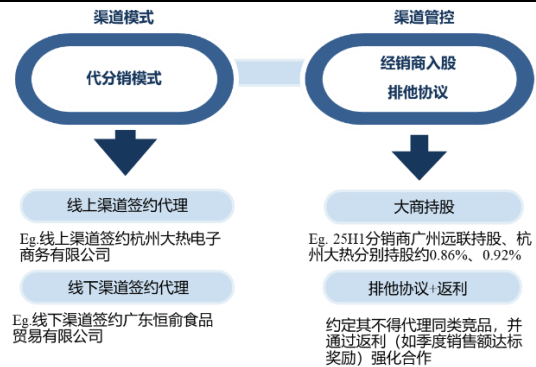 渠道模式
代分销模式
线上渠道签约代理
Eg.线上渠道签约杭州大热电子
商务有限公司
线下渠道签约代理
Eg.线下渠道签约广东恒俞食品
贸易有限公司
渠道管控
经销商入股
排他协议
大商持股
Eg. 25H1分销商广州远联持股、杭
州大热分别持股约0.86%、0.92%
排他协议+返利
约定其不得代理同类竞品，并
通过返利（如季度销售额达标
奖励）强化合作